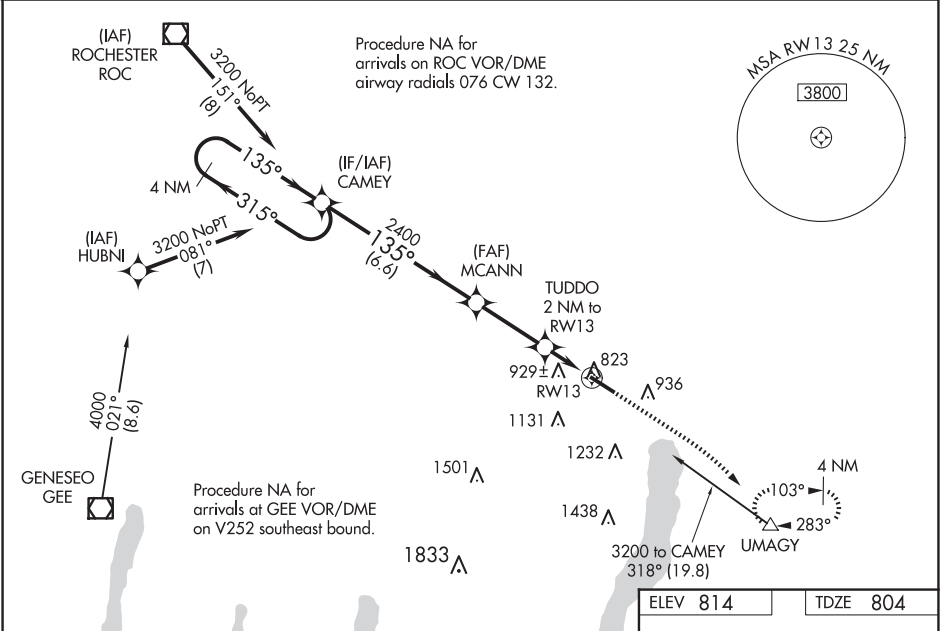 (IAF)
ROCHESTER
ROC
3200 NoPT
151°
(8)
Procedure NA for
arrivals on ROC VOR/DME
airway radials 076 CW 132.
MSA RW13 25 NM
3800
135°
4 NM
315°
(IF/IAF)
CAMEY
(IAF)
HUBNI
3200 NoPT
081°
(7)
2400
135°
(6.6)
(FAF)
MCANN
TUDDO
2 NM to
RW13
823
929±
RW13
936
1131
4000
021°
(8.6)
1232
1501
GENESEO
GEE
Procedure NA for
arrivals at GEE VOR/DME
on V252 southeast bound.
1438
4 NM
103°
283°
UMAGY
3200 to CAMEY
318° (19.8)
1833
ELEV 814
TDZE 804